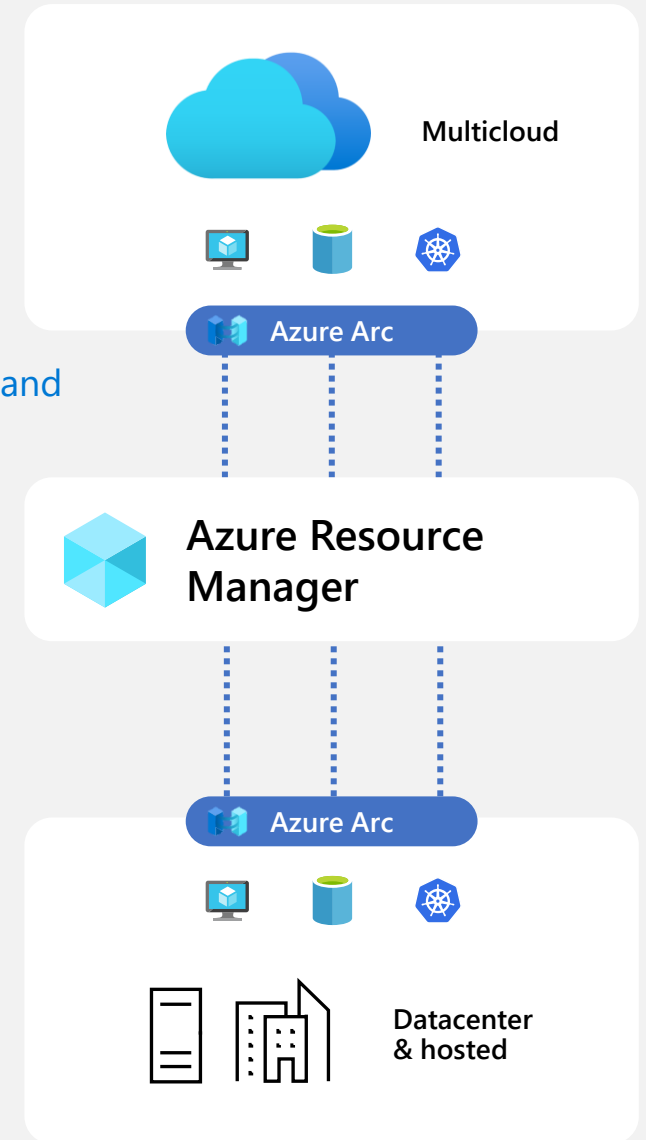 Multicloud
Azure Arc
and
Azure Resource
Manager
Azure Arc
Datacenter
& hosted